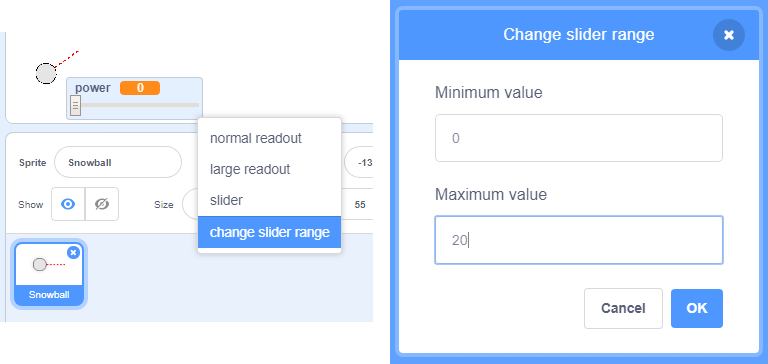 power 0
normal readout
large readout
slider
change slider range
Sprite Snowball -13
Show Size 55
Snowball
Change slider range
Minimum value
0
Maximum value
20
Cancel OK